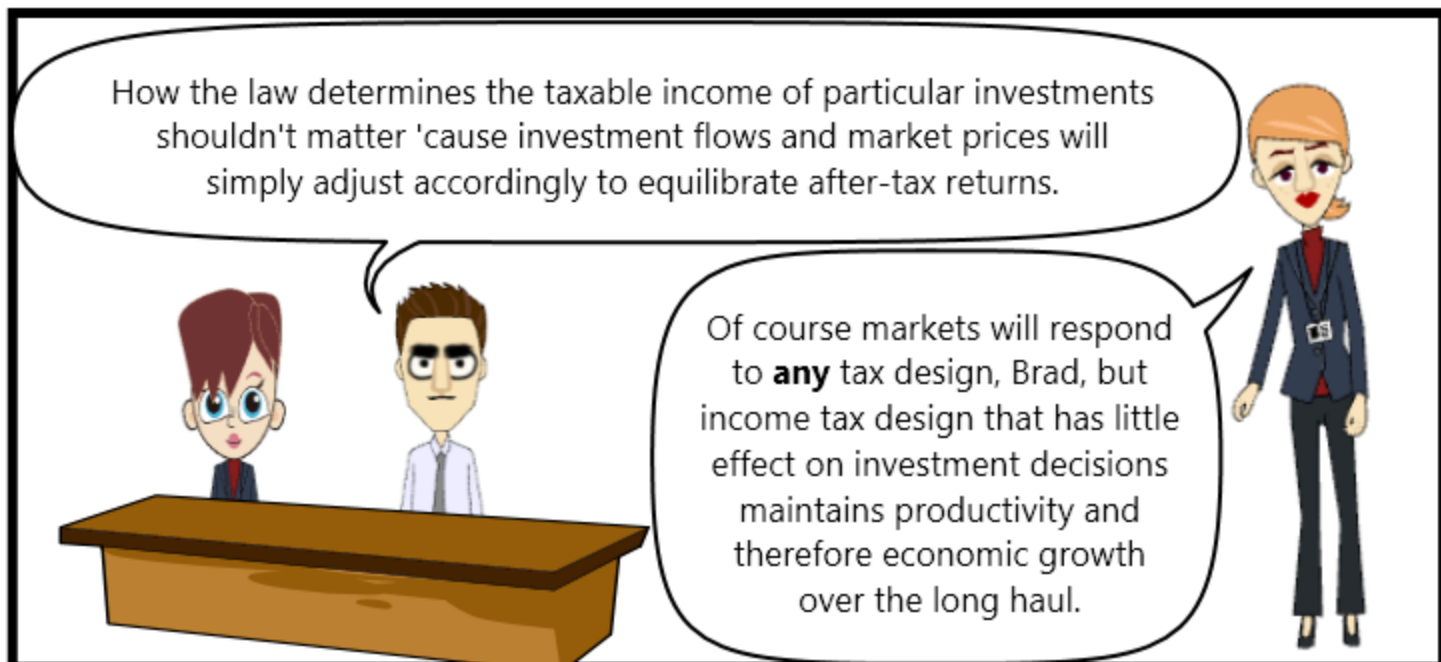 How the law determines the taxable income of particular investments
shouldn't matter 'cause investment flows and market prices will
simply adjust accordingly to equilibrate after-tax returns.
Of course markets will respond
to any tax design, Brad, but
income tax design that has little
effect on investment decisions
maintains productivity and
therefore economic growth
over the long haul.